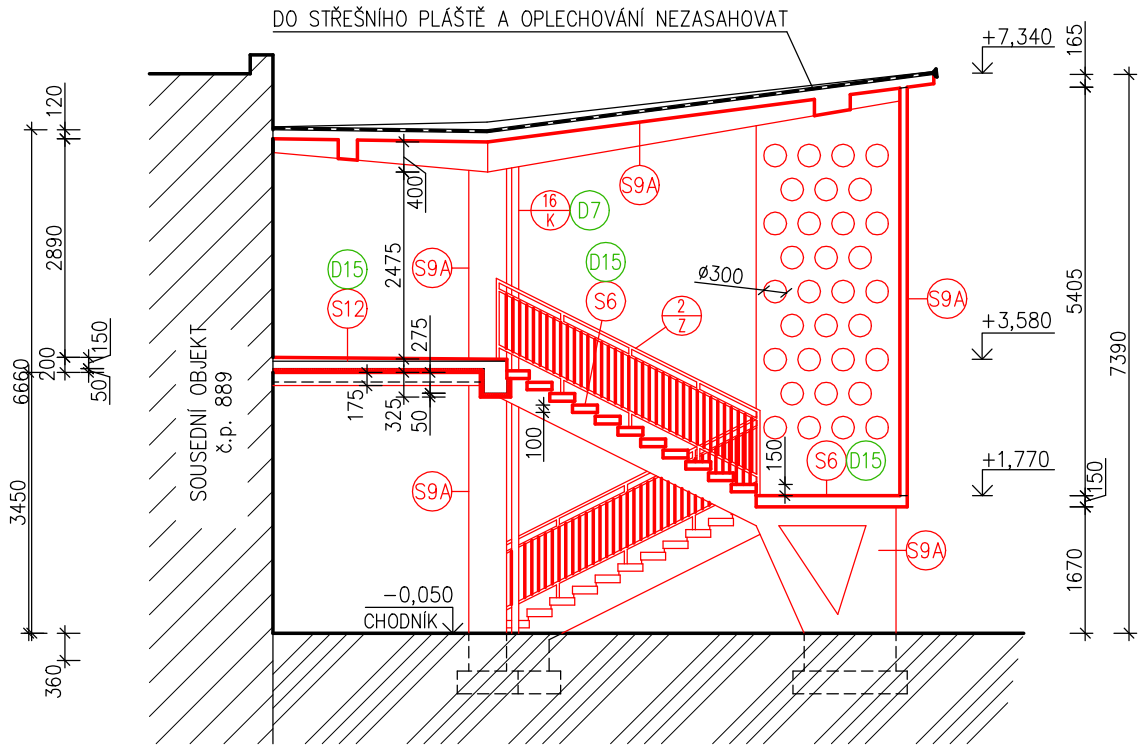 DO STŘEŠNÍHO PLÁŠTĚ A OPLECHOVÁNÍ NEZASAHOVAT
+7,340
165
120
400
S9A
16
K
D7
2890
2475
S9A
D15
S12
D15
S6
ø300
S9A
5405
2
Z
+3,580
150
200
50
275
6660
7390
SOUSEDNÍ OBJEKT
č.p. 889
175
325
50
100
150
S6
D15
+1,770
150
3450
S9A
S9A
1670
-0,050
CHODNÍK
360